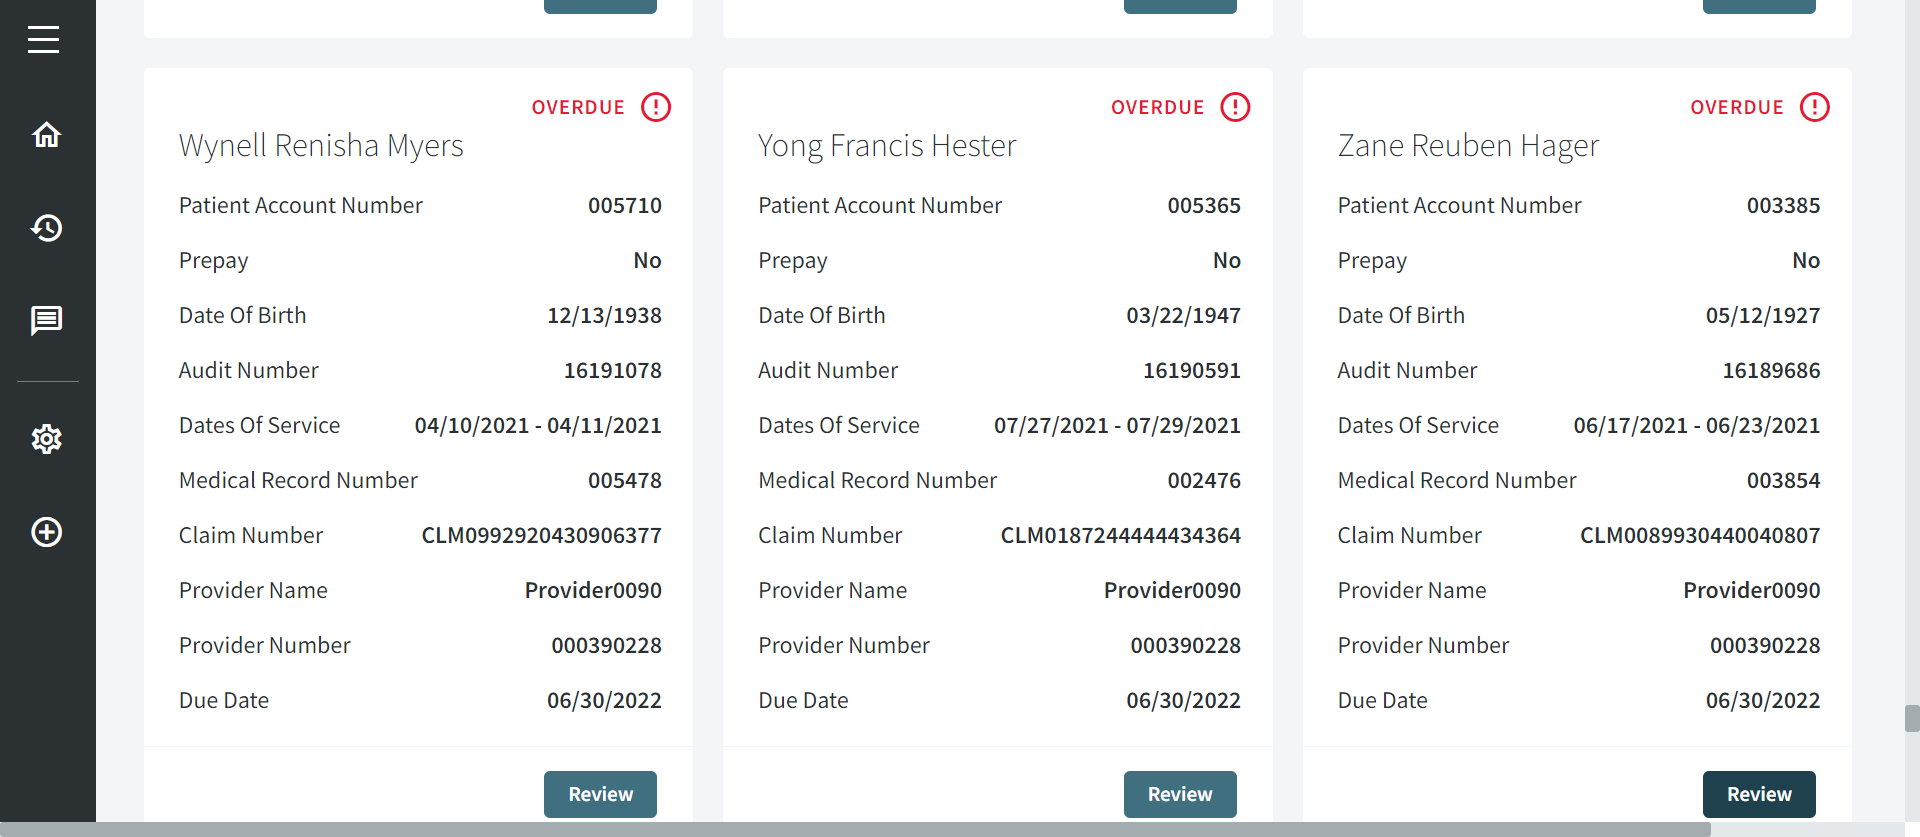 OVERDUE
Wynell Renisha Myers
Patient Account Number 005710
Prepay No
Date Of Birth 12/13/1938
Audit Number 16191078
Dates Of Service 04/10/2021 - 04/11/2021
Medical Record Number 005478
Claim Number CLM0992920430906377
Provider Name Provider0090
Provider Number 000390228
Due Date 06/30/2022
Review
OVERDUE
Yong Francis Hester
Patient Account Number 005365
Prepay No
Date Of Birth 03/22/1947
Audit Number 16190591
Dates Of Service 07/27/2021 - 07/29/2021
Medical Record Number 002476
Claim Number CLM0187244444434364
Provider Name Provider0090
Provider Number 000390228
Due Date 06/30/2022
Review
OVERDUE
Zane Reuben Hager
Patient Account Number 003385
Prepay No
Date Of Birth 05/12/1927
Audit Number 16189686
Dates Of Service 06/17/2021 - 06/23/2021
Medical Record Number 003854
Claim Number CLM0089930440040807
Provider Name Provider0090
Provider Number 000390228
Due Date 06/30/2022
Review